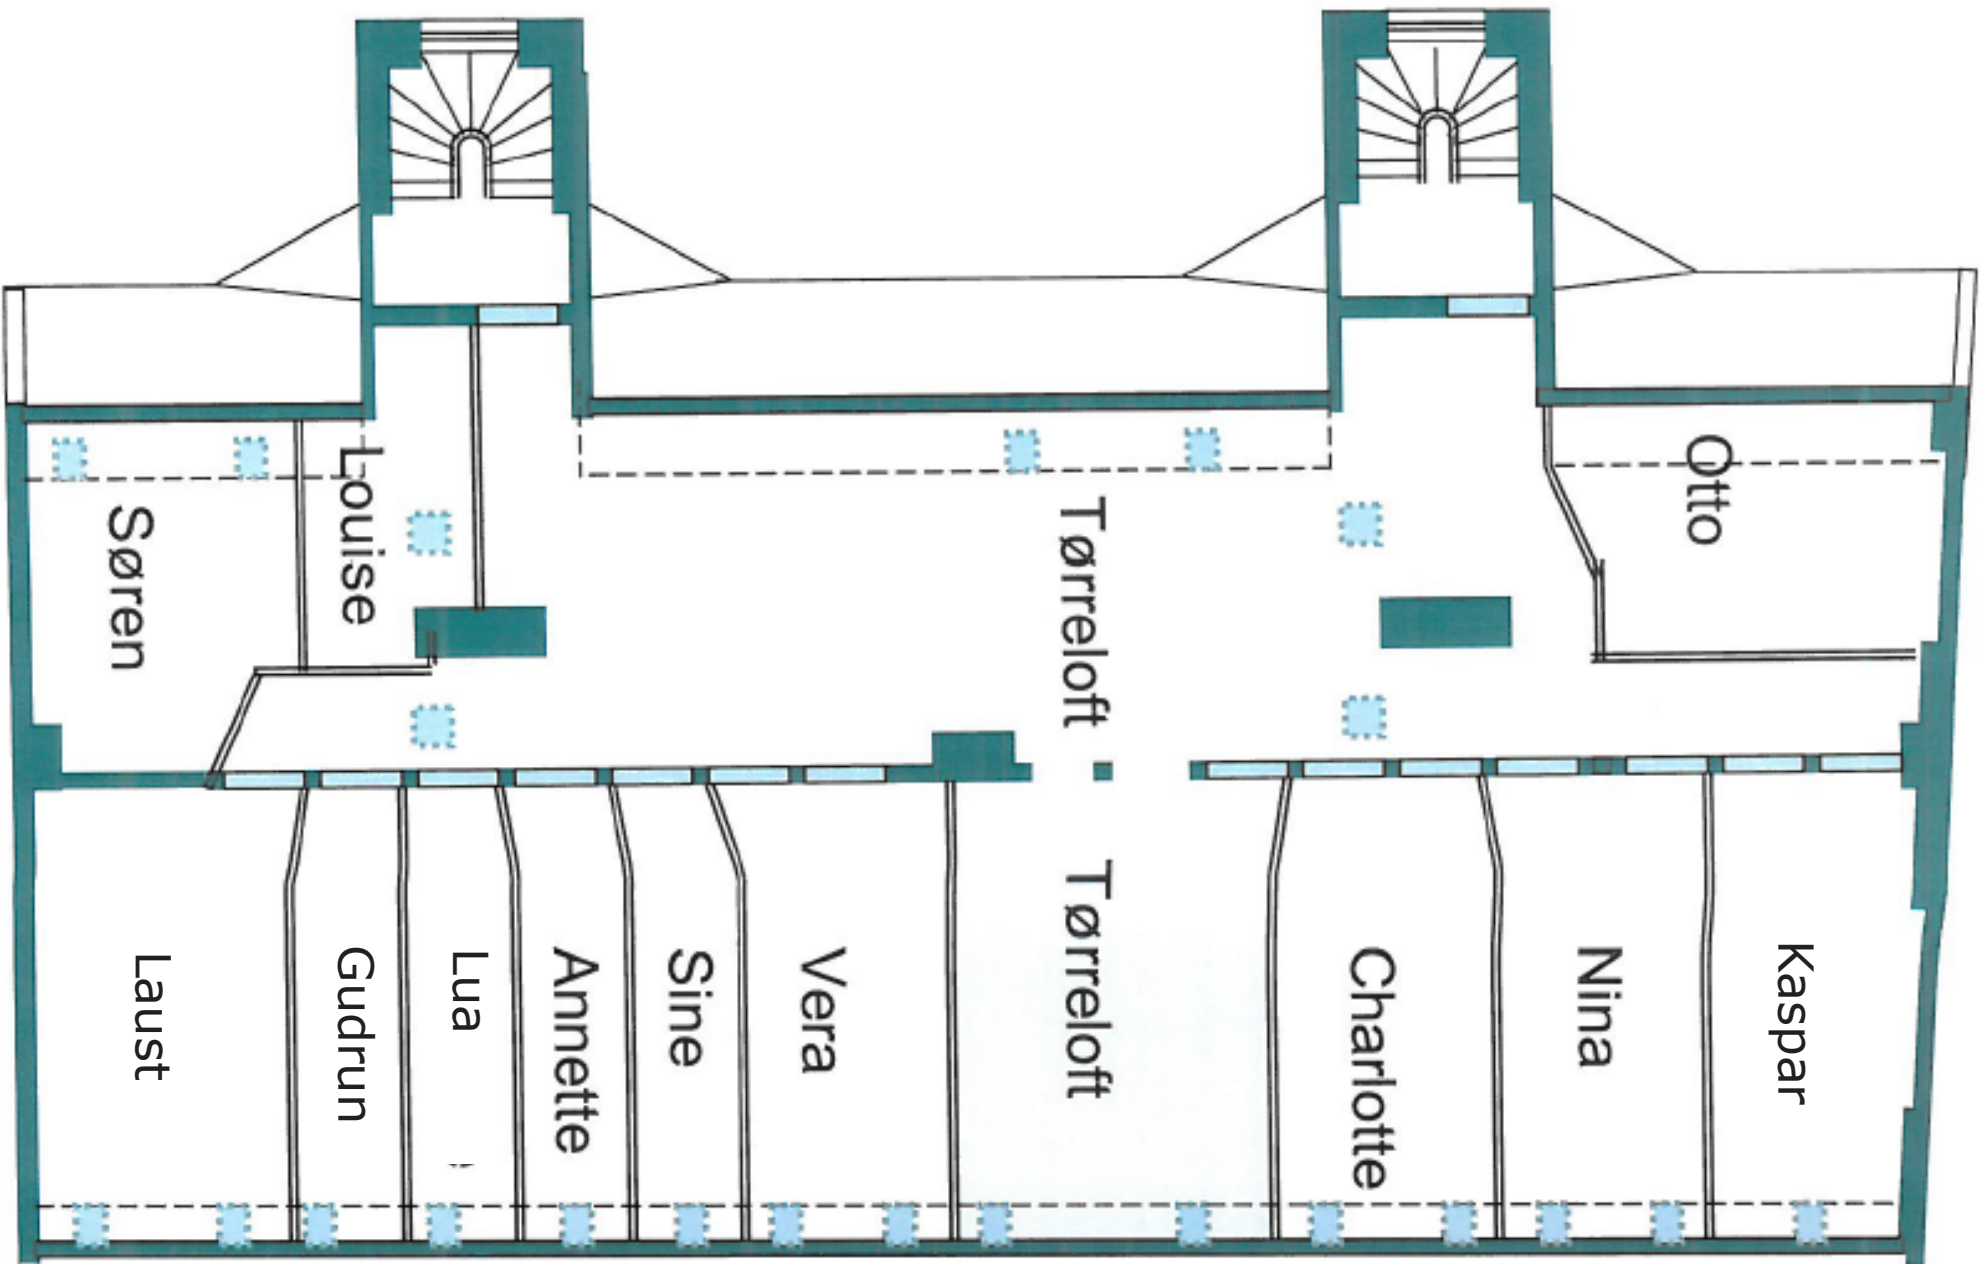 Søren
Louise
Tørreloft
Otto
Laust
Gudrun
Lua
Annette
Sine
Vera
Tørreloft
Charlotte
Nina
Kaspar